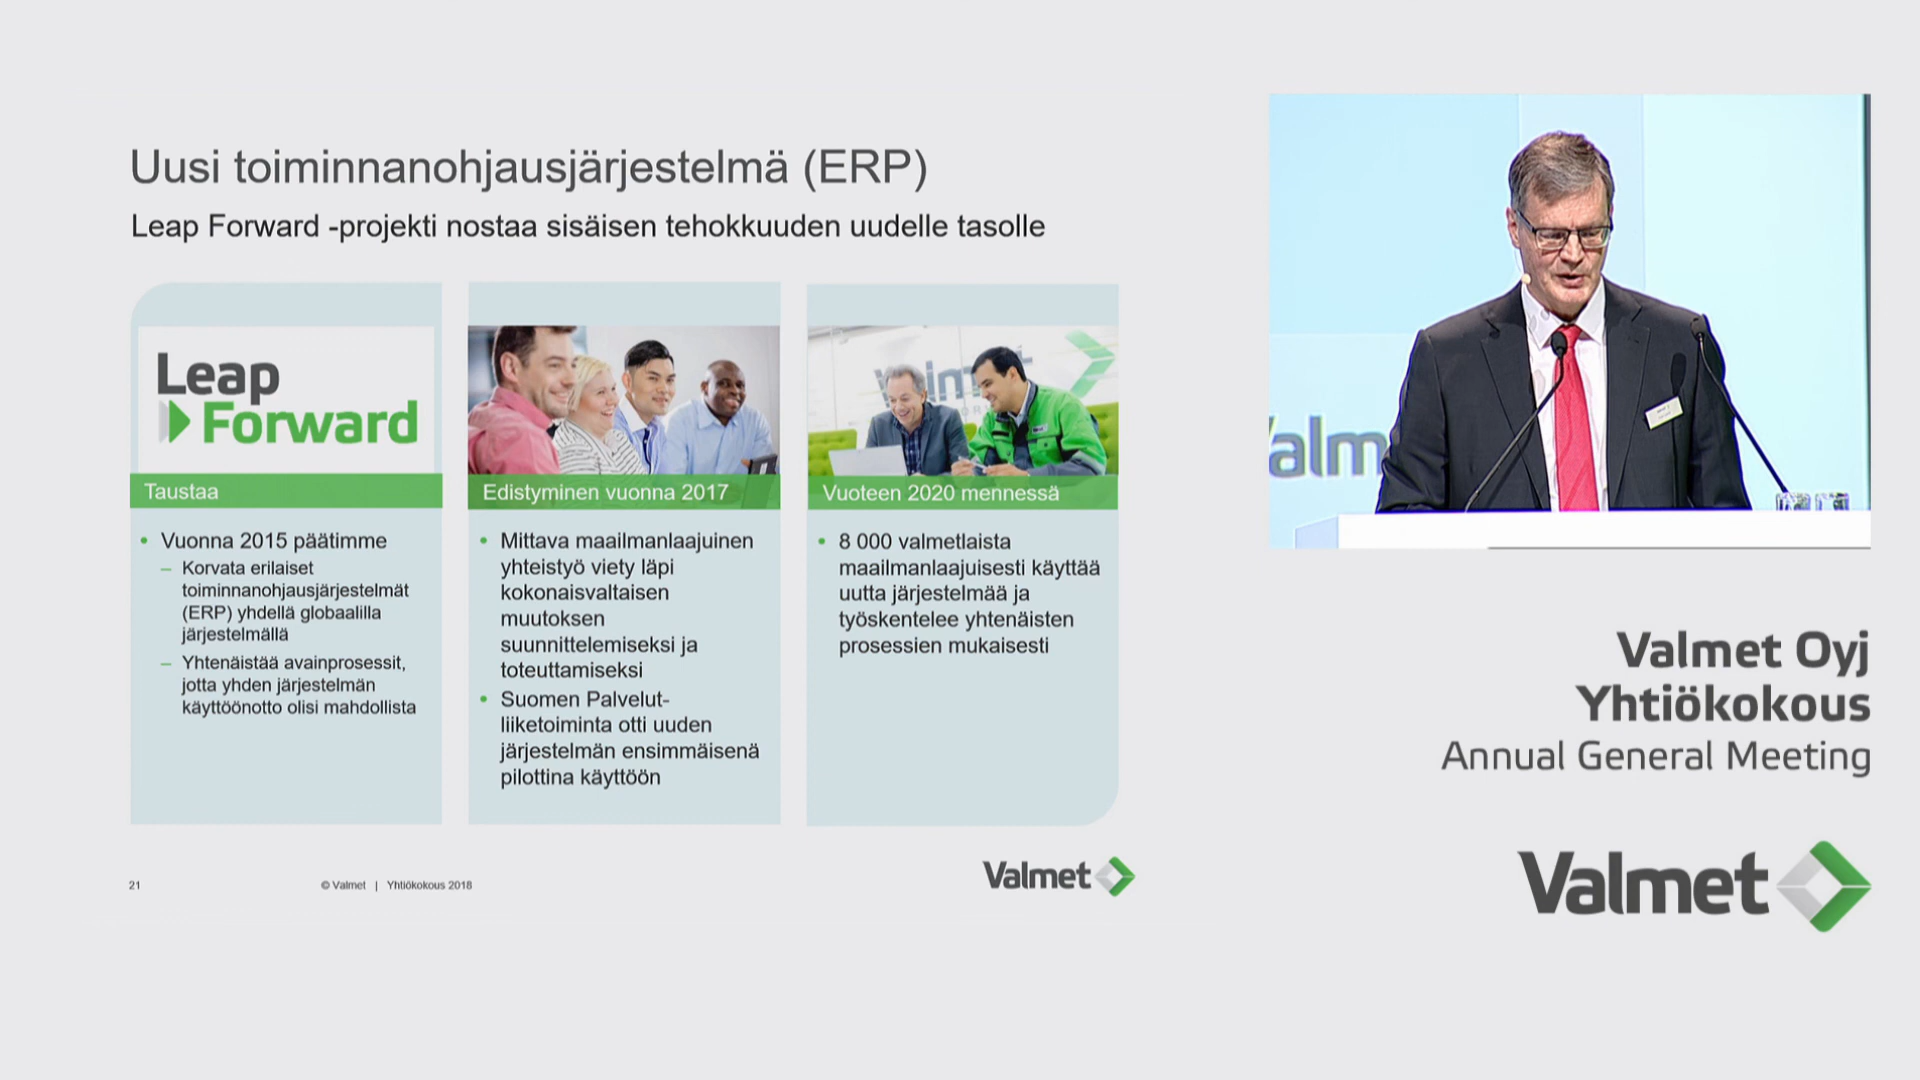 Uusi toiminnanohjausjärjestelmä (ERP)
Leap Forward -projekti nostaa sisäisen tehokkuuden uudelle tasolle
Leap
Forward
Taustaa
• Vuonna 2015 päätimme
– Korvata erilaiset
toiminnanohjausjärjestelmät
(ERP) yhdellä globaalilla
järjestelmällä
– Yhtenäistää avainprosessit,
jotta yhden järjestelmän
käyttöönotto olisi mahdollista
Edistyminen vuonna 2017
• Mittava maailmanlaajuinen
yhteistyö viety läpi
kokonaisvaltaisen
muutoksen
suunnittelemiseksi ja
toteuttamiseksi
• Suomen Palvelut-
liiketoiminta otti uuden
järjestelmän ensimmäisenä
pilottina käyttöön
Vuoteen 2020 mennessä
• 8 000 valmetlaista
maailmanlaajuisesti käyttää
uutta järjestelmää ja
työskentelee yhtenäisten
prosessien mukaisesti
21
© Valmet | Yhtiökokous 2018
Valmet
Valm
Valmet Oyj
Yhtiökokous
Annual General Meeting
Valmet